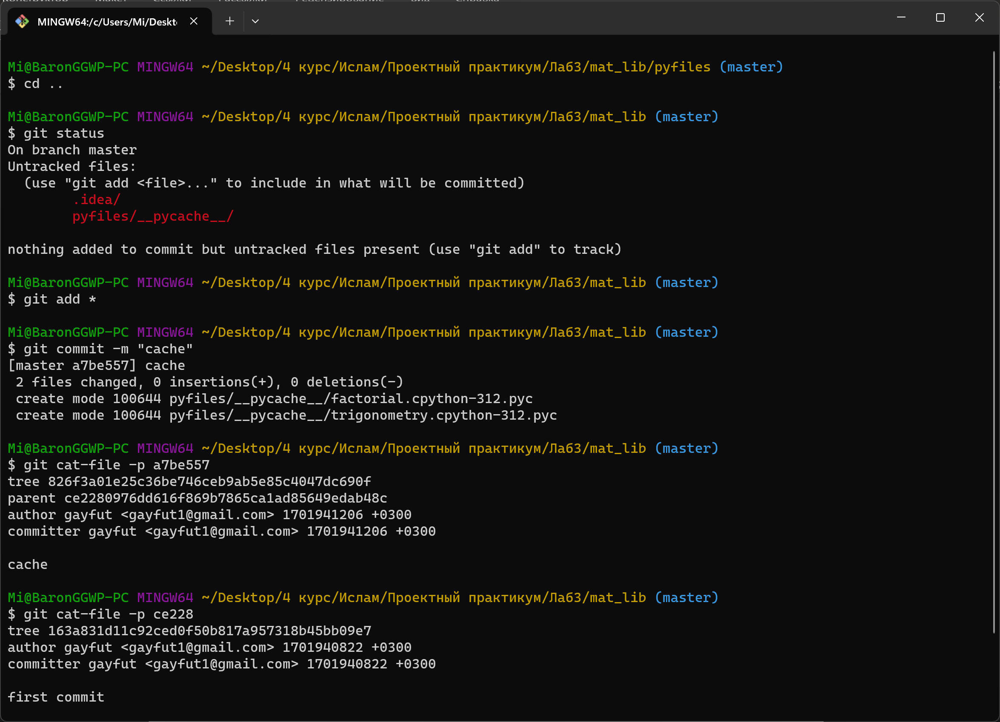 Конструктор Макет Ссылки Рассылки Рецензирование Вид Справка
MINGW64:/c/Users/Mi/Deskt
Mi@BaronGGWP-PC MINGW64 ~/Desktop/4 курс/Ислам/Проектный практикум/Лаб3/mat_lib/pyfiles (master)
$ cd ..
Mi@BaronGGWP-PC MINGW64 ~/Desktop/4 курс/Ислам/Проектный практикум/Лаб3/mat_lib (master)
$ git status
On branch master
Untracked files:
(use "git add <file>..." to include in what will be committed)
.idea/
pyfiles/__pycache__/
nothing added to commit but untracked files present (use "git add" to track)
Mi@BaronGGWP-PC MINGW64 ~/Desktop/4 курс/Ислам/Проектный практикум/Лаб3/mat_lib (master)
$ git add *
Mi@BaronGGWP-PC MINGW64 ~/Desktop/4 курс/Ислам/Проектный практикум/Лаб3/mat_lib (master)
$ git commit -m "cache"
[master a7be557] cache
2 files changed, 0 insertions(+), 0 deletions(-)
create mode 100644 pyfiles/__pycache__/factorial.cpython-312.pyc
create mode 100644 pyfiles/__pycache__/trigonometry.cpython-312.pyc
Mi@BaronGGWP-PC MINGW64 ~/Desktop/4 курс/Ислам/Проектный практикум/Лаб3/mat_lib (master)
$ git cat-file -p a7be557
tree 826f3a01e25c36be746ceb9ab5e85c4047dc690f
parent ce2280976dd616f869b7865ca1ad85649edab48c
author gayfut <gayfut1@gmail.com> 1701941206 +0300
committer gayfut <gayfut1@gmail.com> 1701941206 +0300
cache
Mi@BaronGGWP-PC MINGW64 ~/Desktop/4 курс/Ислам/Проектный практикум/Лаб3/mat_lib (master)
$ git cat-file -p ce228
tree 163a831d11c92ced0f50b817a957318b45bb09e7
author gayfut <gayfut1@gmail.com> 1701940822 +0300
committer gayfut <gayfut1@gmail.com> 1701940822 +0300
first commit